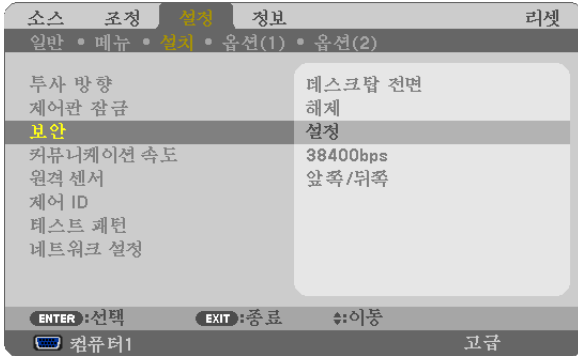 소스 조정 설정 정보 리셋
일반 • 메뉴 • 설치 • 옵션(1) • 옵션(2)
투사 방향 데스크탑 전면
제어판 잠금 해제
보안 설정
커뮤니케이션 속도 38400bps
원격 센서 앞쪽/뒤쪽
제어 ID
테스트 패턴
네트워크 설정
ENTER :선택 EXIT :종료 :이동
컴퓨터1 고급